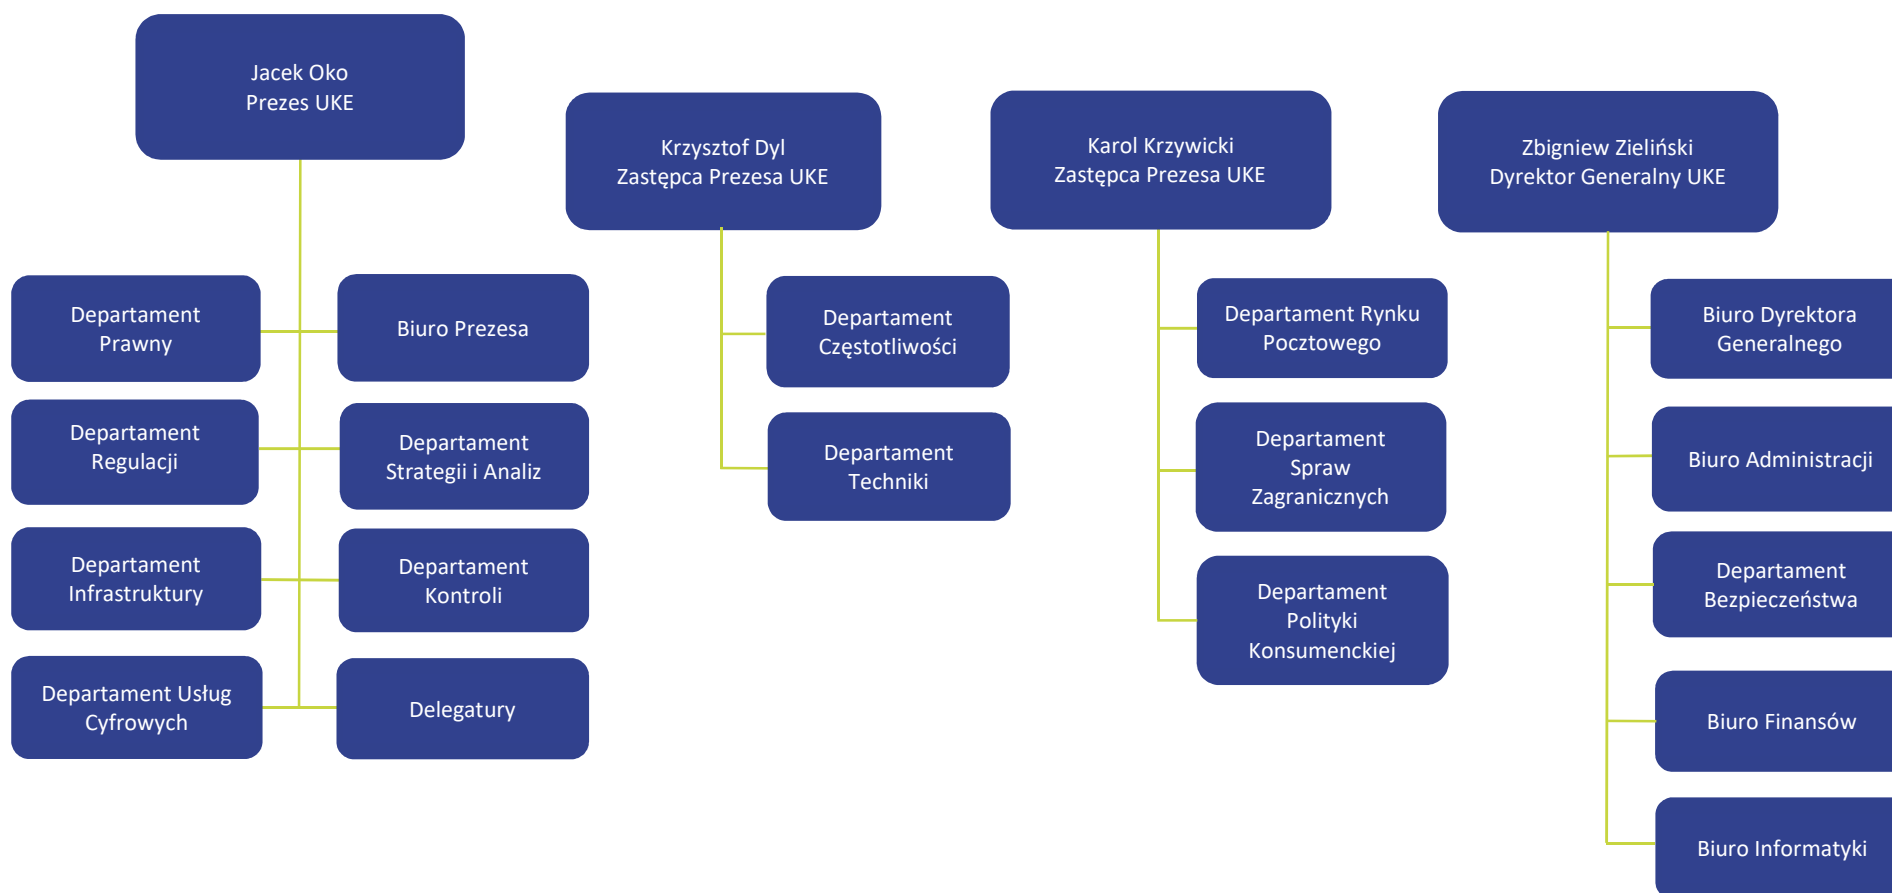 Jacek Oko
Prezes UKE
Krzysztof Dyl
Zastępca Prezesa UKE
Karol Krzywicki
Zastępca Prezesa UKE
Zbigniew Zieliński
Dyrektor Generalny UKE
Departament
Prawny
Biuro Prezesa
Departament
Regulacji
Departament
Strategii i Analiz
Departament
Infrastruktury
Departament
Kontroli
Departament Usług
Cyfrowych
Delegatury
Departament
Częstotliwości
Departament
Techniki
Departament Rynku
Pocztowego
Departament
Spraw
Zagranicznych
Departament
Polityki
Konsumenckiej
Biuro Dyrektora
Generalnego
Biuro Administracji
Departament
Bezpieczeństwa
Biuro Finansów
Biuro Informatyki